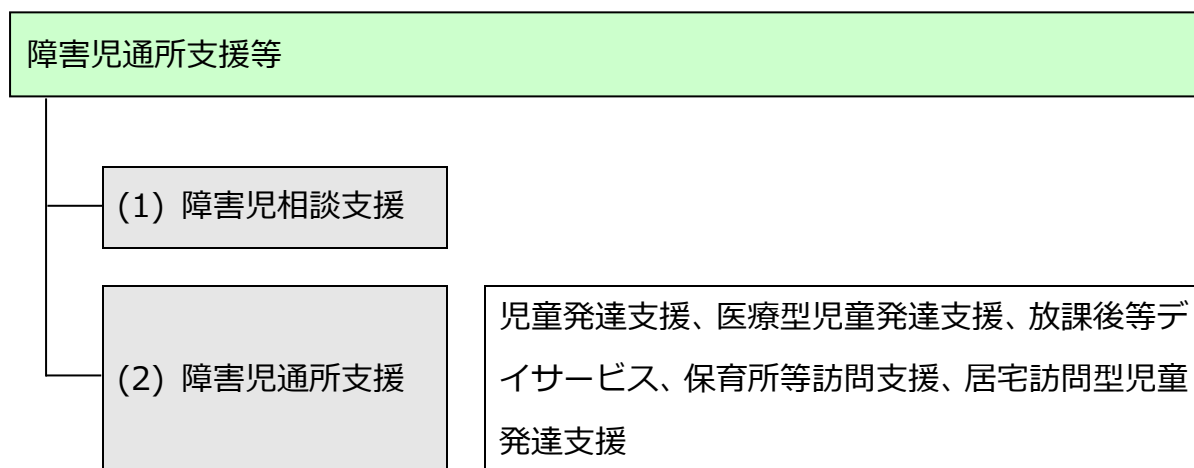 障害児通所支援等
(1) 障害児相談支援
(2) 障害児通所支援
児童発達支援、医療型児童発達支援、放課後等デ
イサービス、保育所等訪問支援、居宅訪問型児童
発達支援